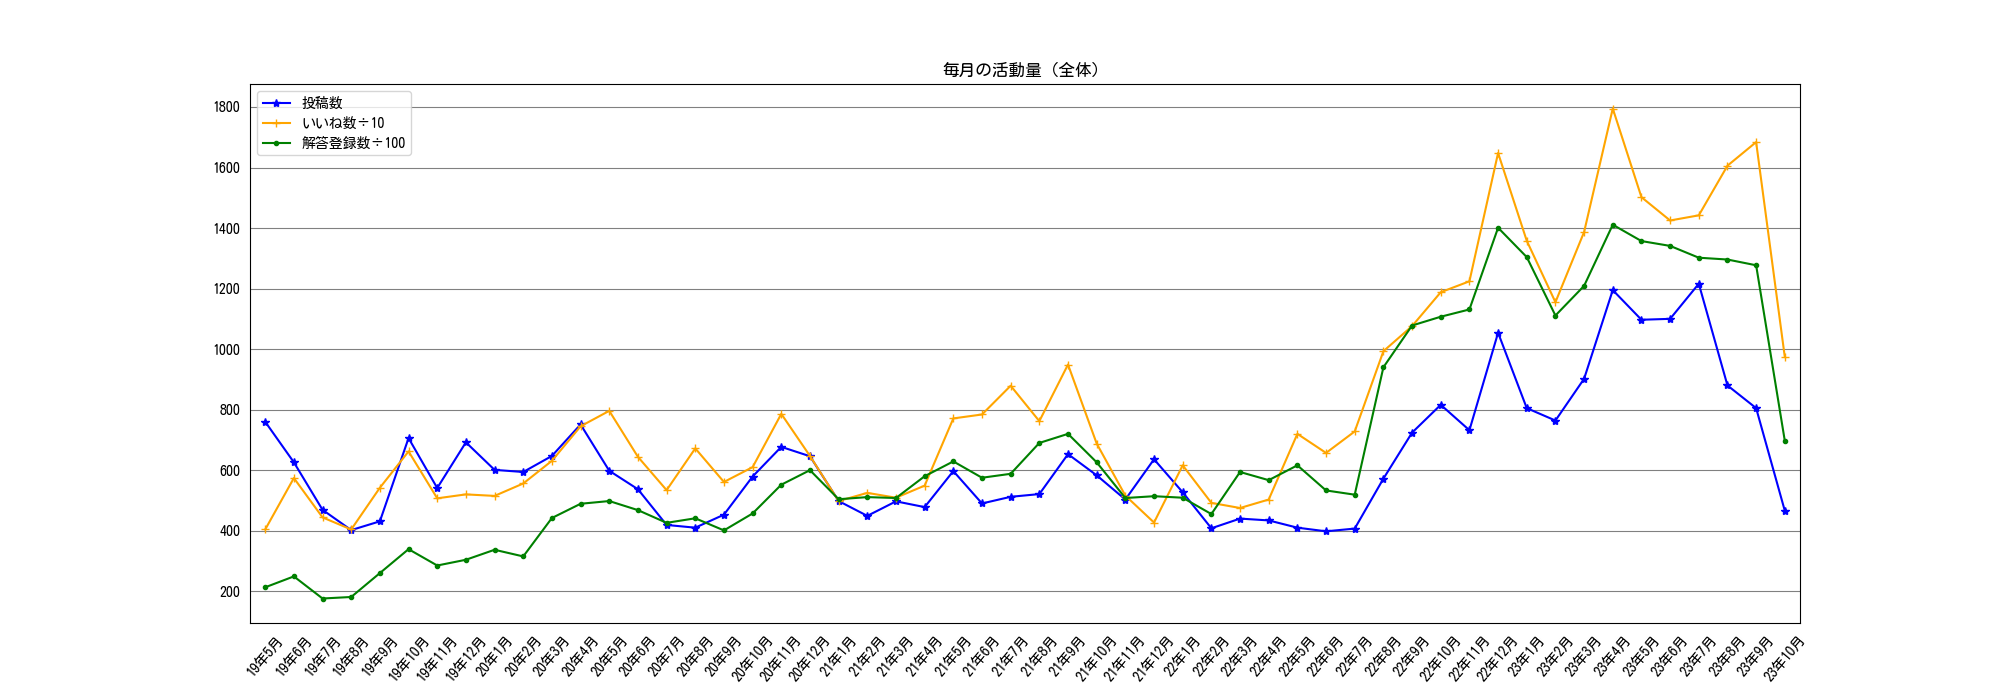 毎月の活動量（全体）
投稿数
いいね数÷10
解答登録数÷100
1800
1600
1400
1200
1000
800
600
400
200
19年5月
19年6月
19年7月
19年8月
19年9月
19年10月
19年11月
19年12月
20年1月
20年2月
20年3月
20年4月
20年5月
20年6月
20年7月
20年8月
20年9月
20年10月
20年11月
20年12月
21年1月
21年2月
21年3月
21年4月
21年5月
21年6月
21年7月
21年8月
21年9月
21年10月
21年11月
21年12月
22年1月
22年2月
22年3月
22年4月
22年5月
22年6月
22年7月
22年8月
22年9月
22年10月
22年11月
22年12月
23年1月
23年2月
23年3月
23年4月
23年5月
23年6月
23年7月
23年8月
23年9月
23年10月